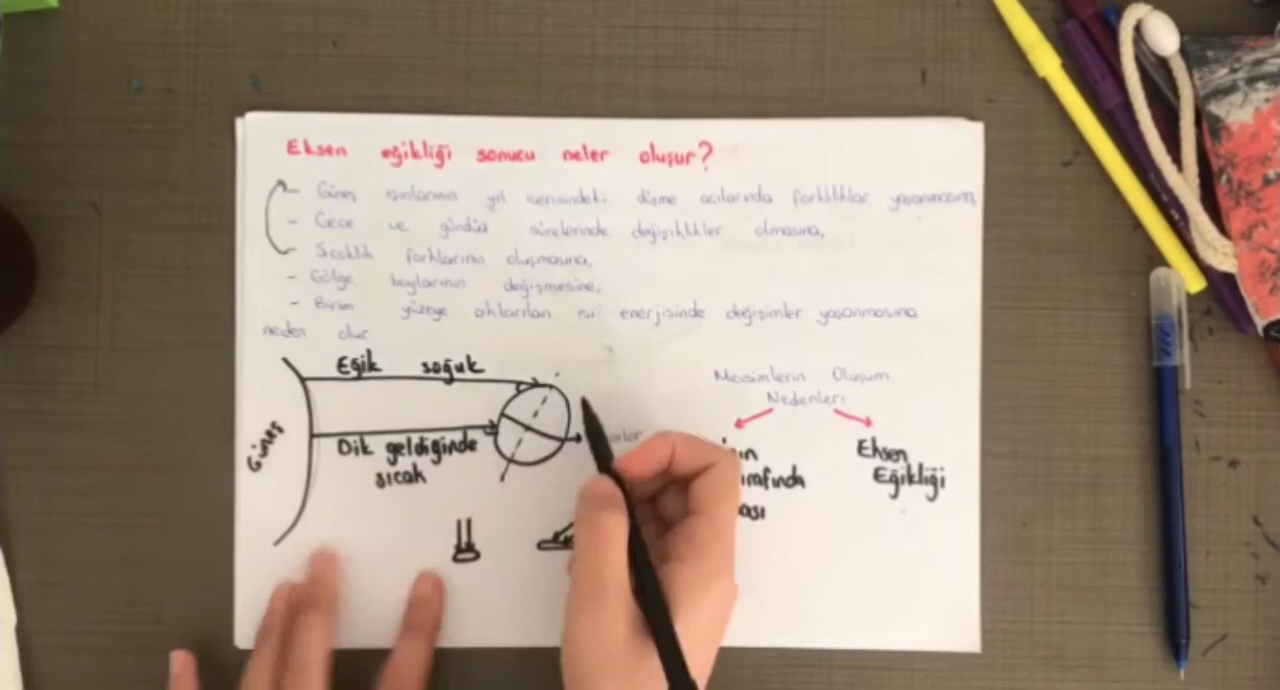 Eksen eğikliği sonucu neler oluşur?
- Güneş ışınlarının yıl içerisindeki düşme açılarında farklılıklar yaşanmasına,
- Gece ve gündüz sürelerinde değişiklikler olmasına,
- Sıcaklık farklarının oluşmasına,
- Gölge boylarının değişmesine,
- Birim yüzeye aktarılan ısı enerjisinde değişimler yaşanmasına
neden olur
Eğik soğuk
Güneş
Dik geldiğinde
sıcak
Mevsimlerin Oluşum
Nedenleri
Eksen
Eğikliği